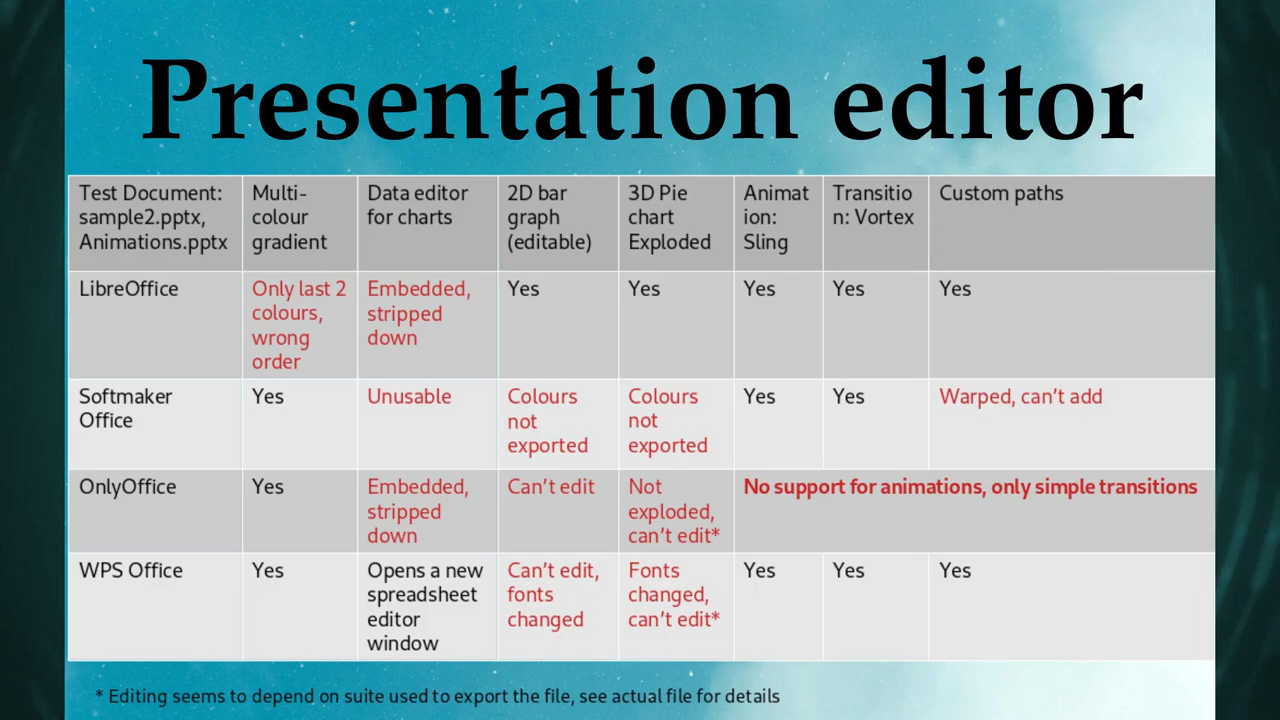 Presentation editor
Test Document:
sample2.pptx,
Animations.pptx
Multi-
colour
gradient
Data editor
for charts
2D bar
graph
(editable)
3D Pie
chart
Exploded
Animat
ion:
Sling
Transitio
n: Vortex
Custom paths
LibreOffice
Only last 2
colours,
wrong
order
Embedded,
stripped
down
Yes
Yes
Yes
Yes
Yes
Softmaker
Office
Yes
Unusable
Colours
not
exported
Colours
not
exported
Yes
Yes
Warped, can't add
OnlyOffice
Yes
Embedded,
stripped
down
Can't edit
Not
exploded,
can't edit*
No support for animations, only simple transitions
WPS Office
Yes
Opens a new
spreadsheet
editor
window
Can't edit,
fonts
changed
Fonts
changed,
can't edit*
Yes
Yes
Yes
* Editing seems to depend on suite used to export the file, see actual file for details